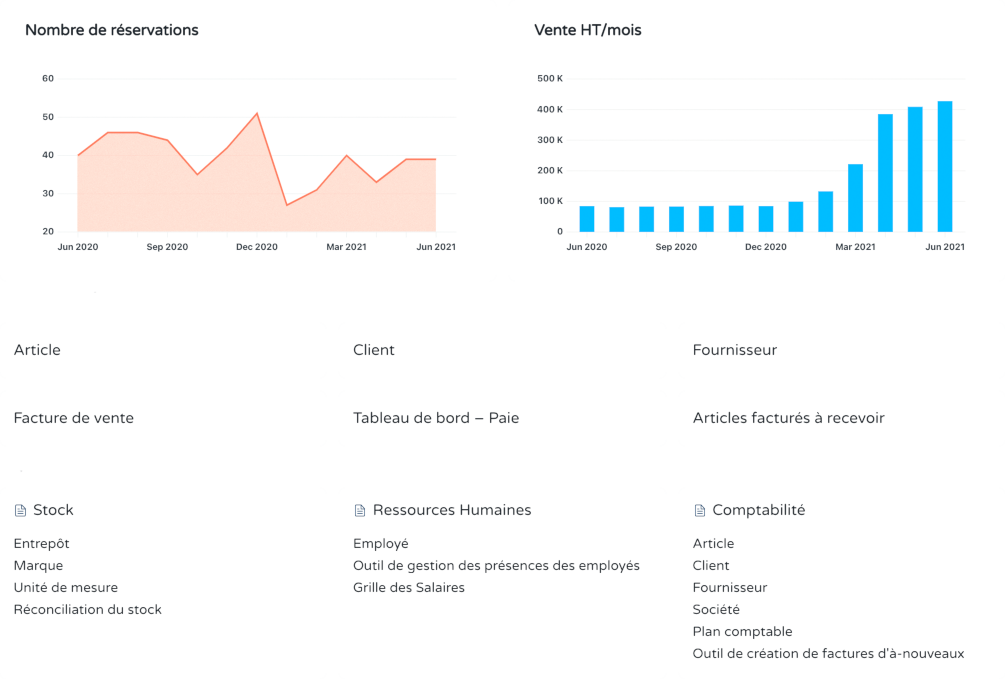 Nombre de réservations
60
50
40
30
20
Jun 2020 Sep 2020 Dec 2020 Mar 2021 Jun 2021
Vente HT/mois
500 K
400 K
300 K
200 K
100 K
0
Jun 2020 Sep 2020 Dec 2020 Mar 2021 Jun 2021
Article
Client
Fournisseur
Facture de vente
Tableau de bord – Paie
Articles facturés à recevoir
Stock
Entrepôt
Marque
Unité de mesure
Réconciliation du stock
Ressources Humaines
Employé
Outil de gestion des présences des employés
Grille des Salaires
Comptabilité
Article
Client
Fournisseur
Société
Plan comptable
Outil de création de factures d'à-nouveaux